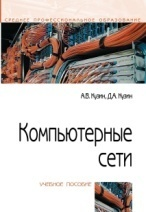 СРЕДНЕЕ ПРОФЕССИОНАЛЬНОЕ ОБРАЗОВАНИЕ
А.В. Кузин, Д.А. Кузин
Компьютерные
сети
УЧЕБНОЕ ПОСОБИЕ